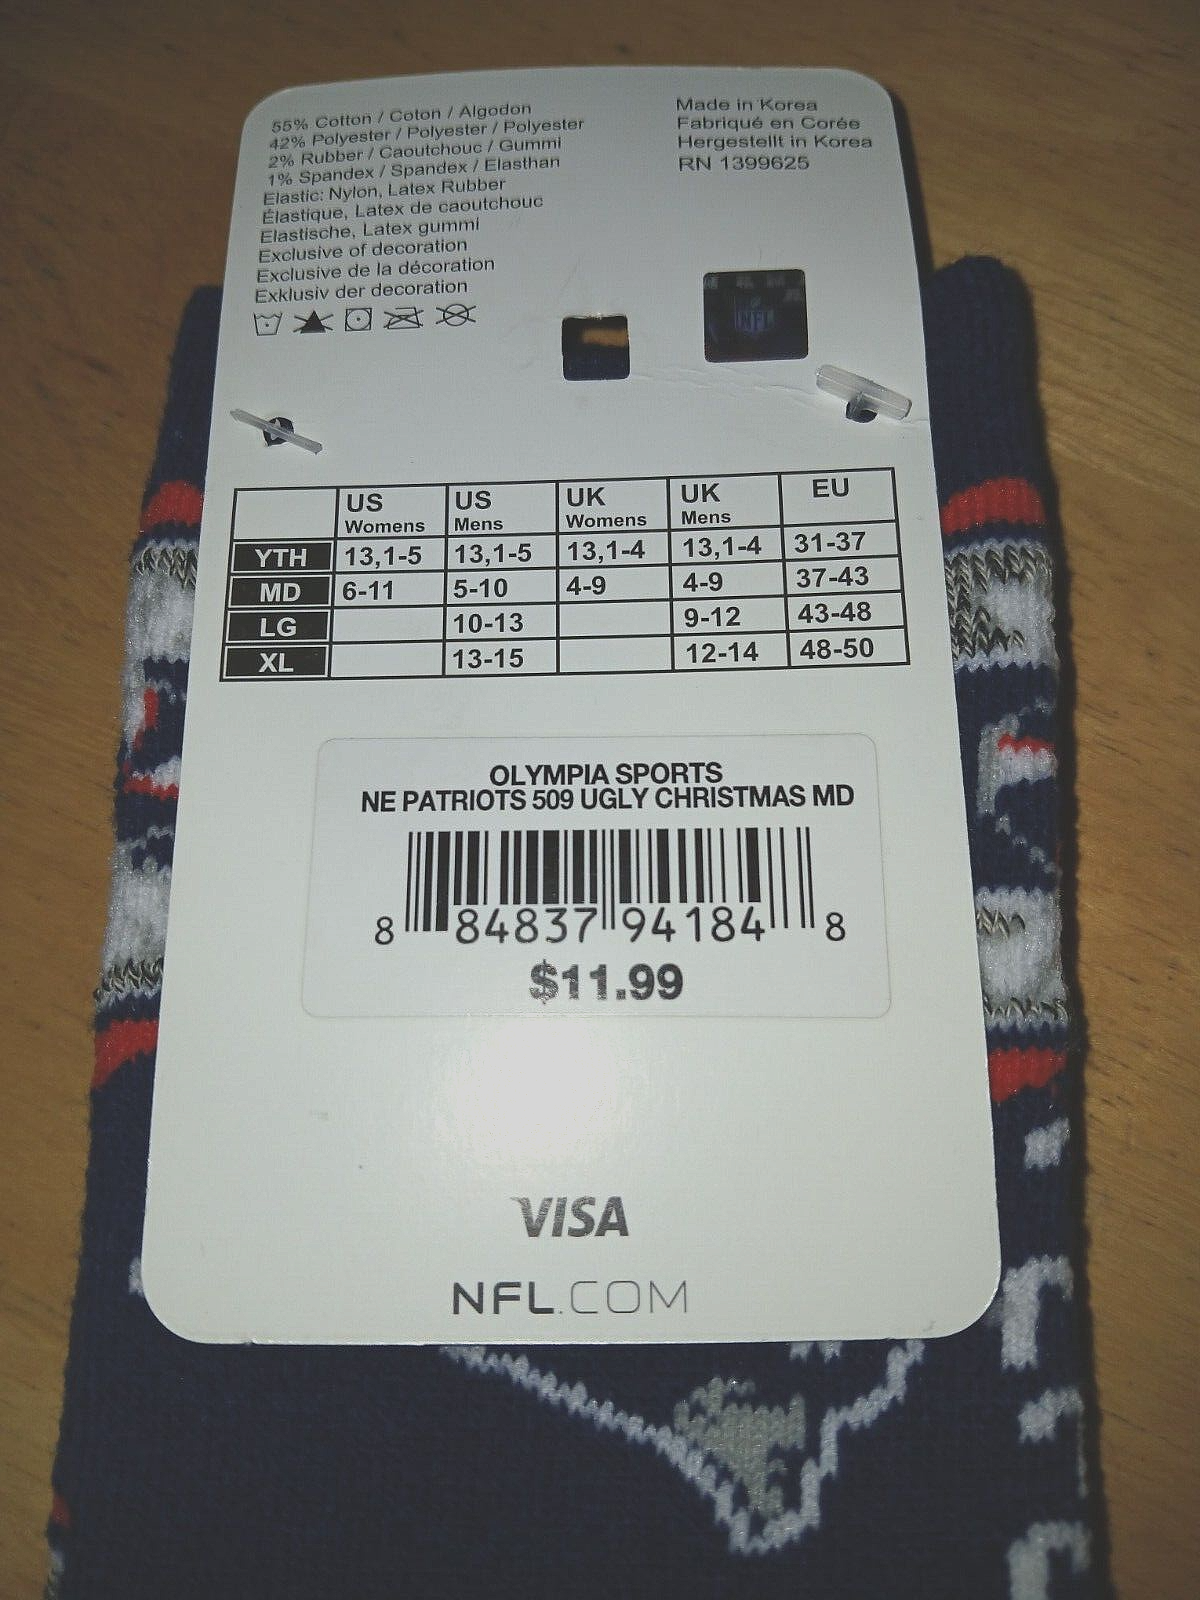 55% Cotton / Coton / Algodon
42% Polyester / Polyester / Polyester
2% Rubber / Caoutchouc / Gummi
1% Spandex / Spandex / Elasthan
Elastic: Nylon, Latex Rubber
Élastique, Latex de caoutchouc
Elastische, Latex gummi
Exclusive of decoration
Exclusive de la décoration
Exklusiv der decoration
Made in Korea
Fabriqué en Corée
Hergestellt in Korea
RN 1399625
NFL
US Womens US Mens UK Womens UK Mens EU
YTH 13,1-5 13,1-5 13,1-4 13,1-4 31-37
MD 6-11 5-10 4-9 4-9 37-43
LG 10-13 9-12 43-48
XL 13-15 12-14 48-50
OLYMPIA SPORTS
NE PATRIOTS 509 UGLY CHRISTMAS MD
8 84837 94184 8
$11.99
VISA
NFL.COM